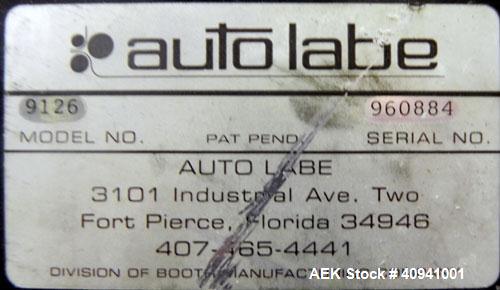 auto labe
9126 960884
MODEL NO. PAT PEND. SERIAL NO.
AUTO LABE
3101 Industrial Ave. Two
Fort Pierce, Florida 34946
407-465-4441
DIVISION OF BOOTH MANUFACTURING
AEK Stock # 40941001